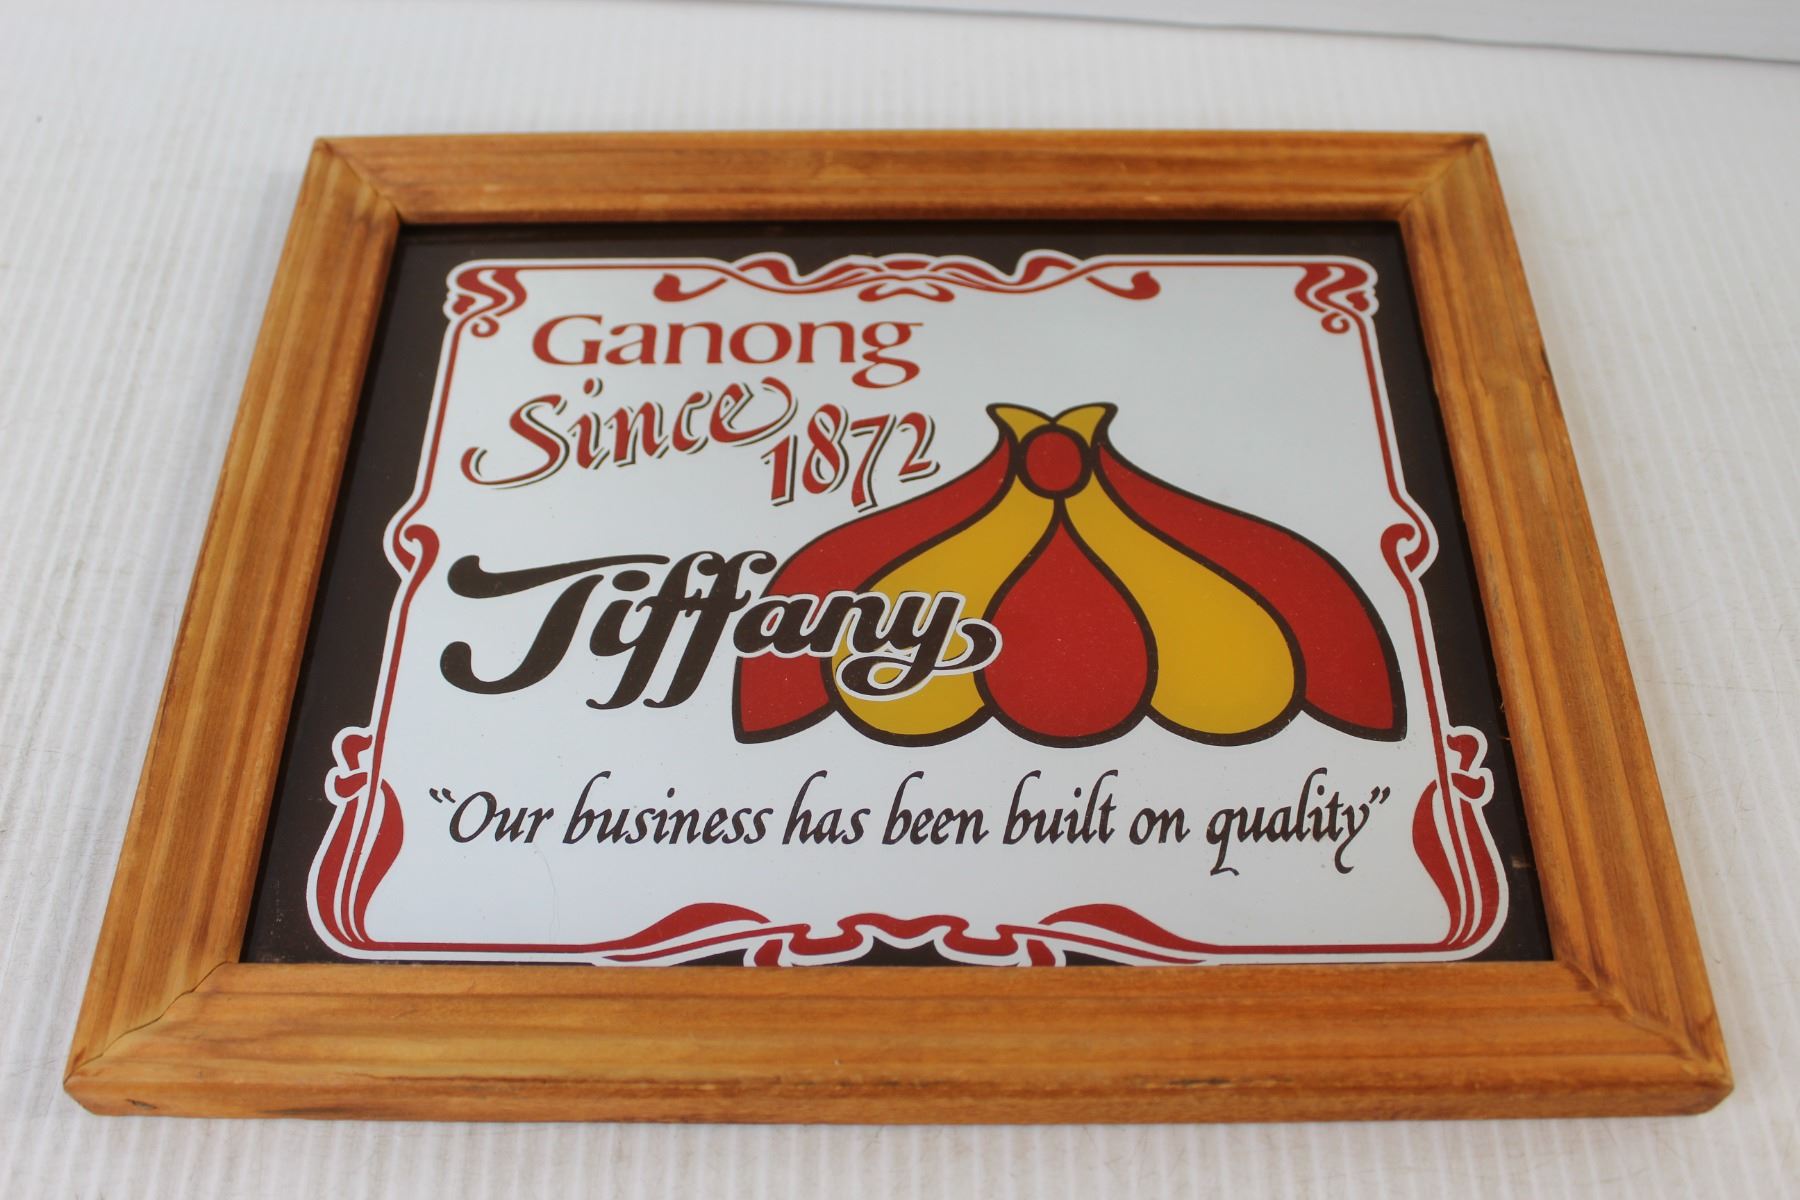 Ganong
Since 1872
Tiffany
“Our business has been built on quality”